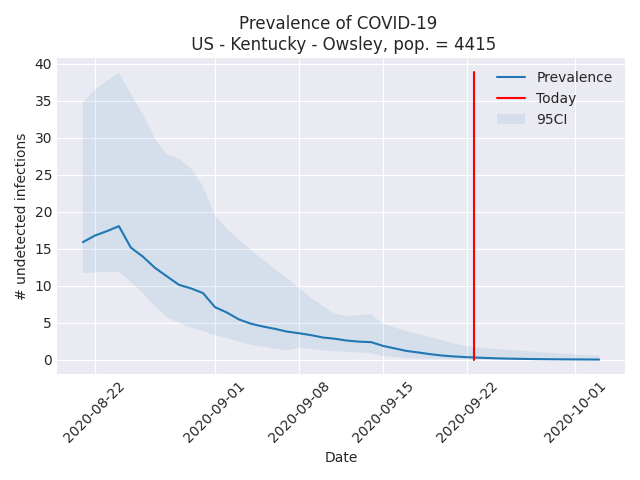 Prevalence of COVID-19
US - Kentucky - Owsley, pop. = 4415
Prevalence
Today
95CI
# undetected infections
40
35
30
25
20
15
10
5
0
2020-08-22
2020-09-01
2020-09-08
2020-09-15
2020-09-22
2020-10-01
Date